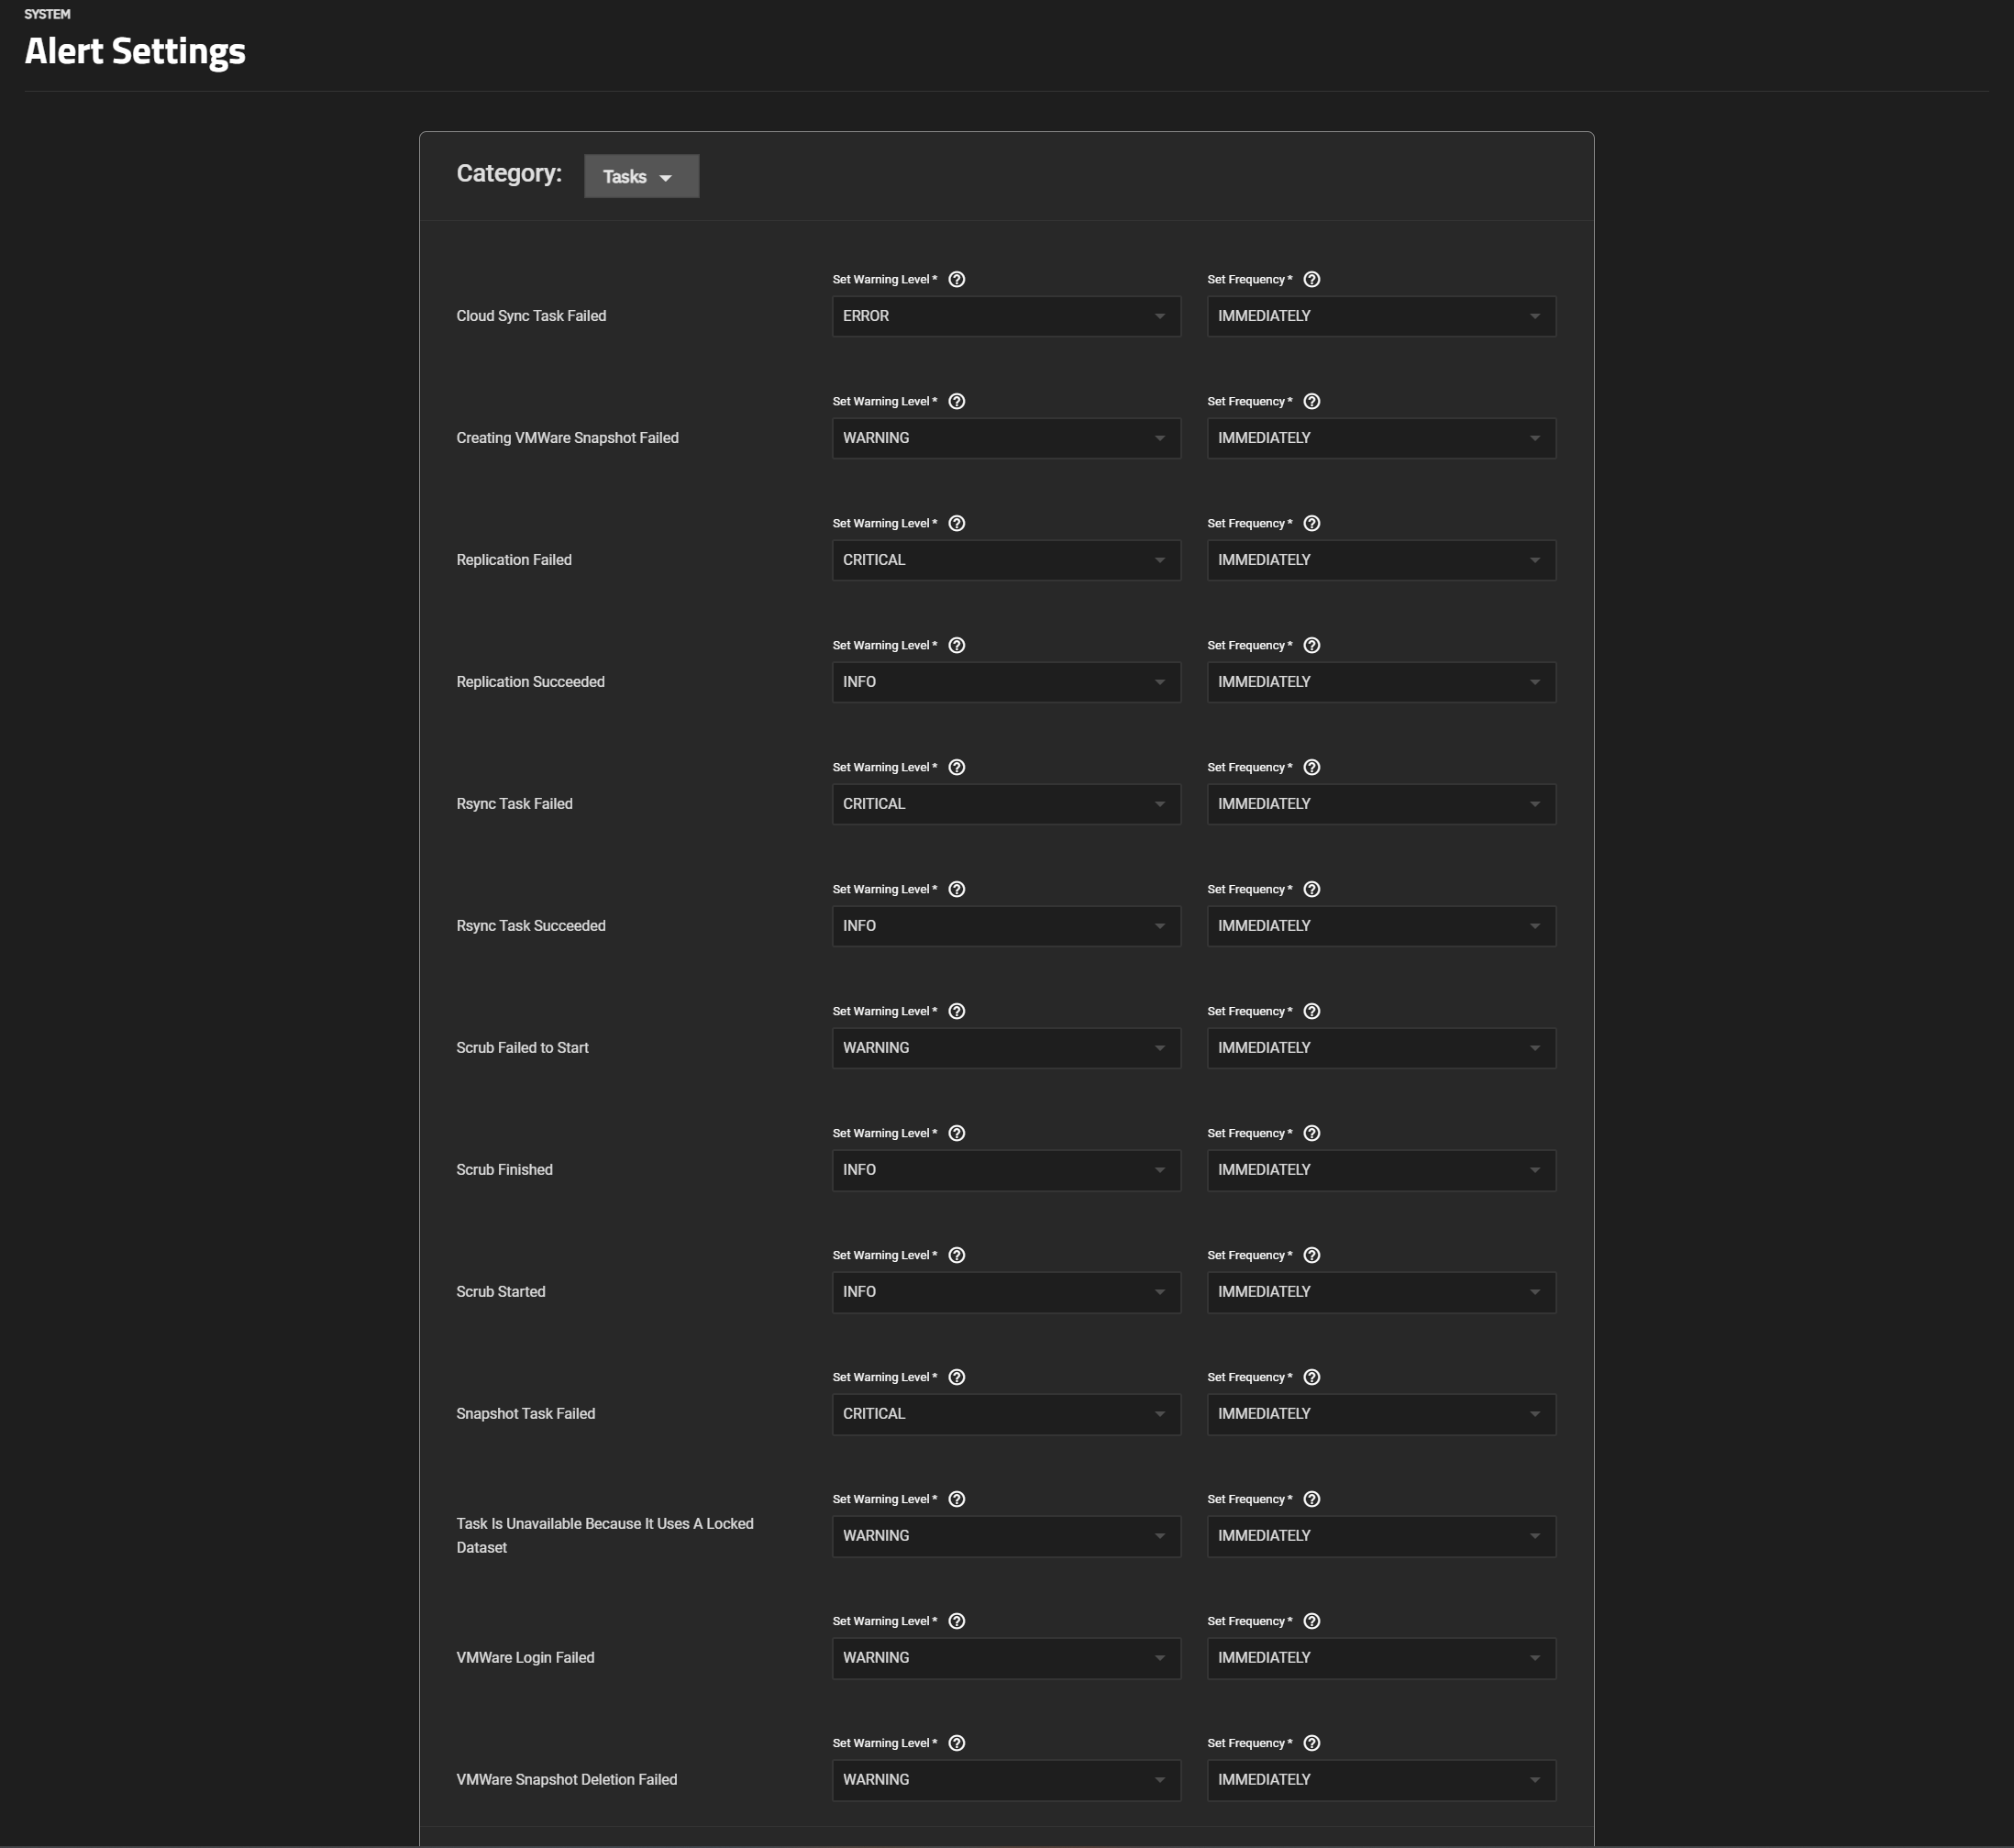 SYSTEM
Alert Settings
Category: Tasks
Set Warning Level * Set Frequency *
Cloud Sync Task Failed ERROR IMMEDIATELY
Set Warning Level * Set Frequency *
Creating VMWare Snapshot Failed WARNING IMMEDIATELY
Set Warning Level * Set Frequency *
Replication Failed CRITICAL IMMEDIATELY
Set Warning Level * Set Frequency *
Replication Succeeded INFO IMMEDIATELY
Set Warning Level * Set Frequency *
Rsync Task Failed CRITICAL IMMEDIATELY
Set Warning Level * Set Frequency *
Rsync Task Succeeded INFO IMMEDIATELY
Set Warning Level * Set Frequency *
Scrub Failed to Start WARNING IMMEDIATELY
Set Warning Level * Set Frequency *
Scrub Finished INFO IMMEDIATELY
Set Warning Level * Set Frequency *
Scrub Started INFO IMMEDIATELY
Set Warning Level * Set Frequency *
Snapshot Task Failed CRITICAL IMMEDIATELY
Set Warning Level * Set Frequency *
Task Is Unavailable Because It Uses A Locked
Dataset WARNING IMMEDIATELY
Set Warning Level * Set Frequency *
VMWare Login Failed WARNING IMMEDIATELY
Set Warning Level * Set Frequency *
VMWare Snapshot Deletion Failed WARNING IMMEDIATELY